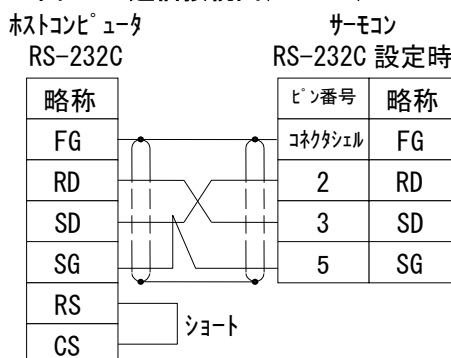 ホストコンピュータ サーモコン
RS-232C RS-232C 設定時
略称 ピン番号 略称
FG コネクタシェル FG
RD 2 RD
SD 3 SD
SG 5 SG
RS
ショート
CS